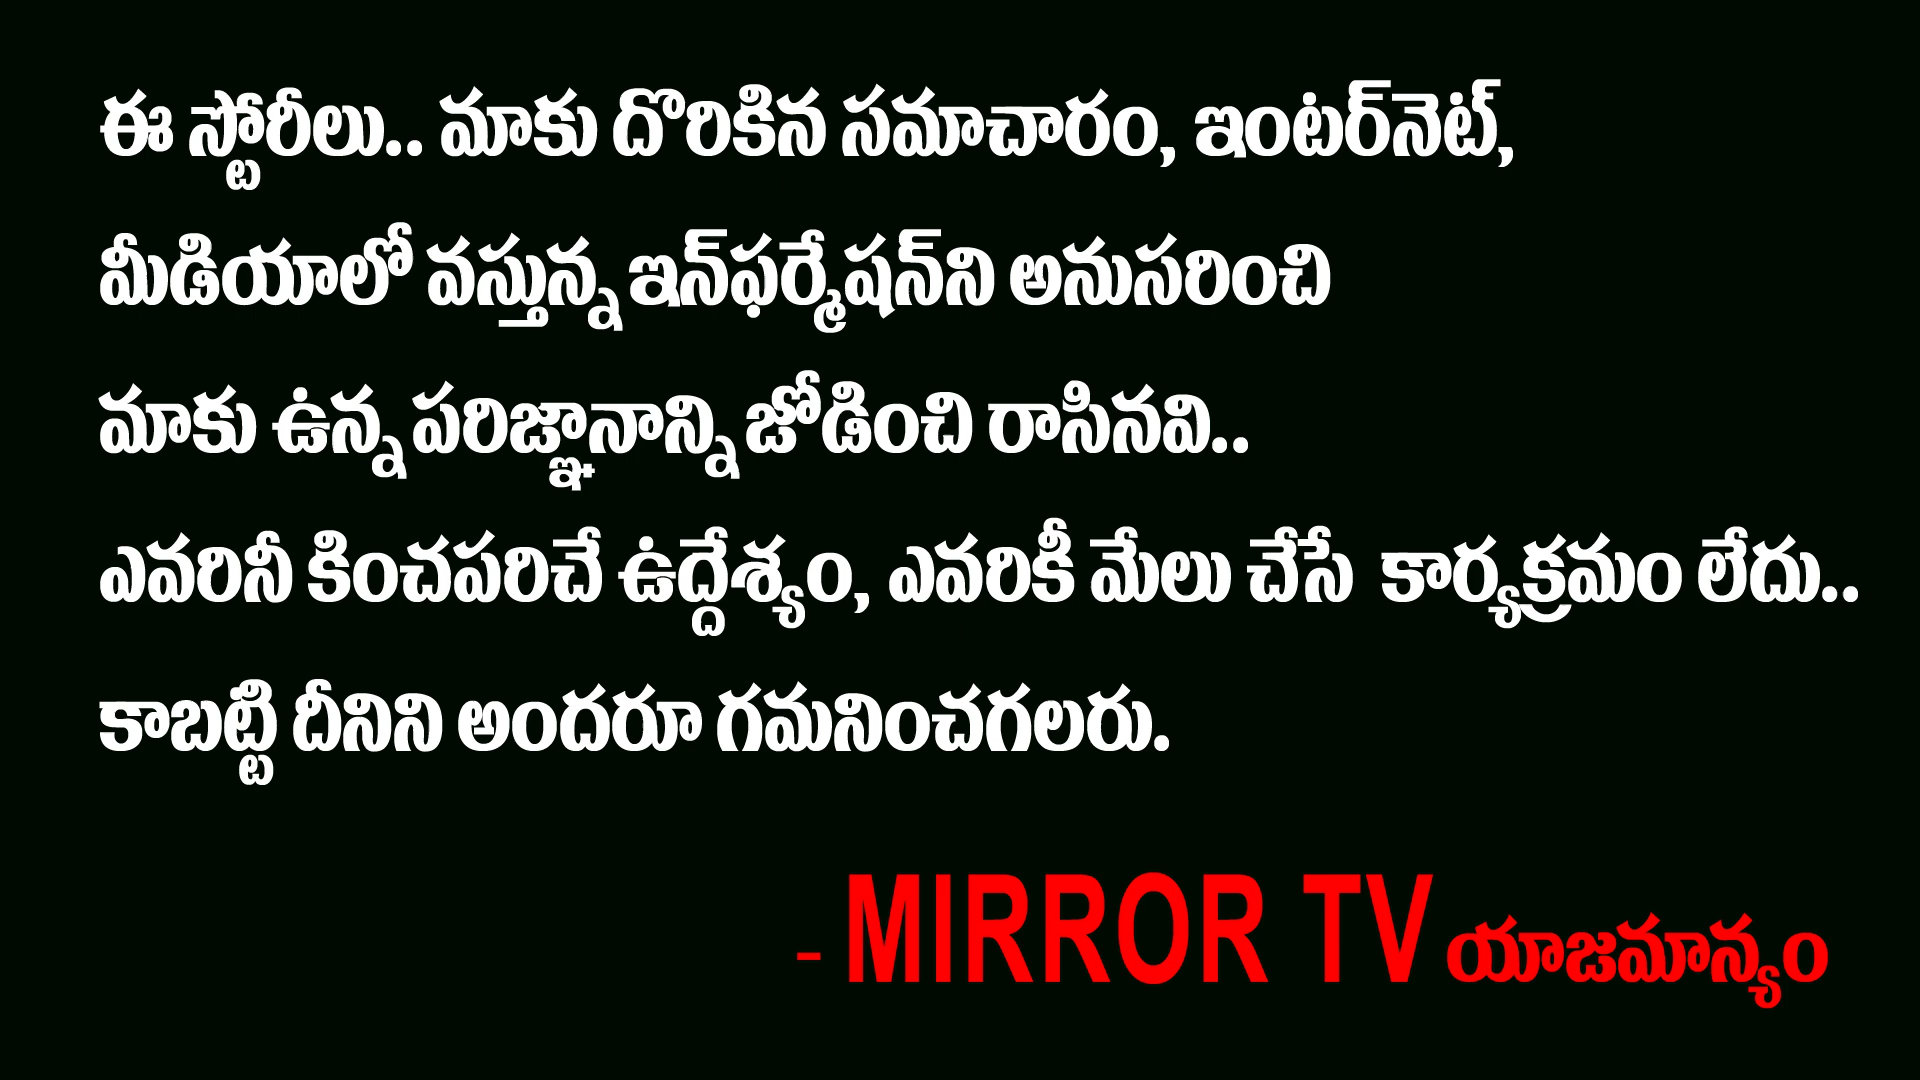 ఈ స్టోరీలు.. మాకు దొరికిన సమాచారం, ఇంటర్‌నెట్,
మీడియాలో వస్తున్న ఇన్‌ఫర్మేషన్‌ని అనుసరించి
మాకు ఉన్న పరిజ్ఞానాన్ని జోడించి రాసినవి..
ఎవరినీ కించపరిచే ఉద్దేశ్యం, ఎవరికీ మేలు చేసే కార్యక్రమం లేదు..
కాబట్టి దీనిని అందరూ గమనించగలరు.
- MIRROR TV యాజమాన్యం